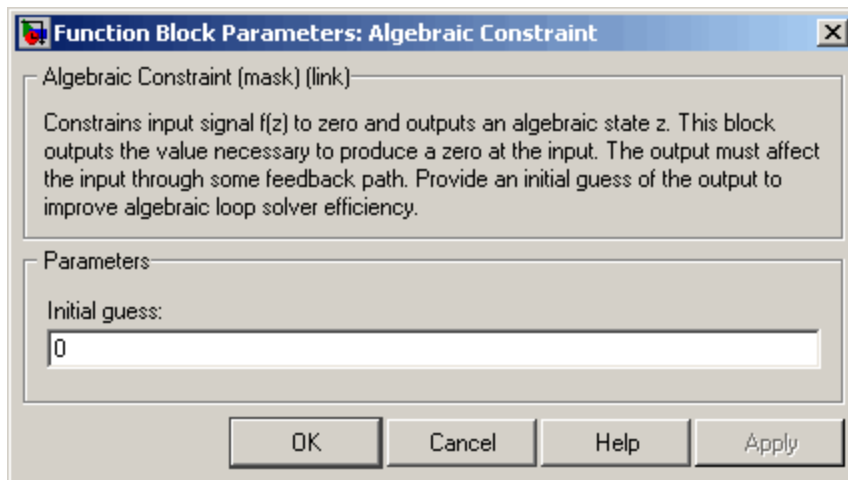 Function Block Parameters: Algebraic Constraint
Algebraic Constraint (mask) (link)
Constrains input signal f(z) to zero and outputs an algebraic state z. This block
outputs the value necessary to produce a zero at the input. The output must affect
the input through some feedback path. Provide an initial guess of the output to
improve algebraic loop solver efficiency.
Parameters
Initial guess:
0
OK Cancel Help Apply